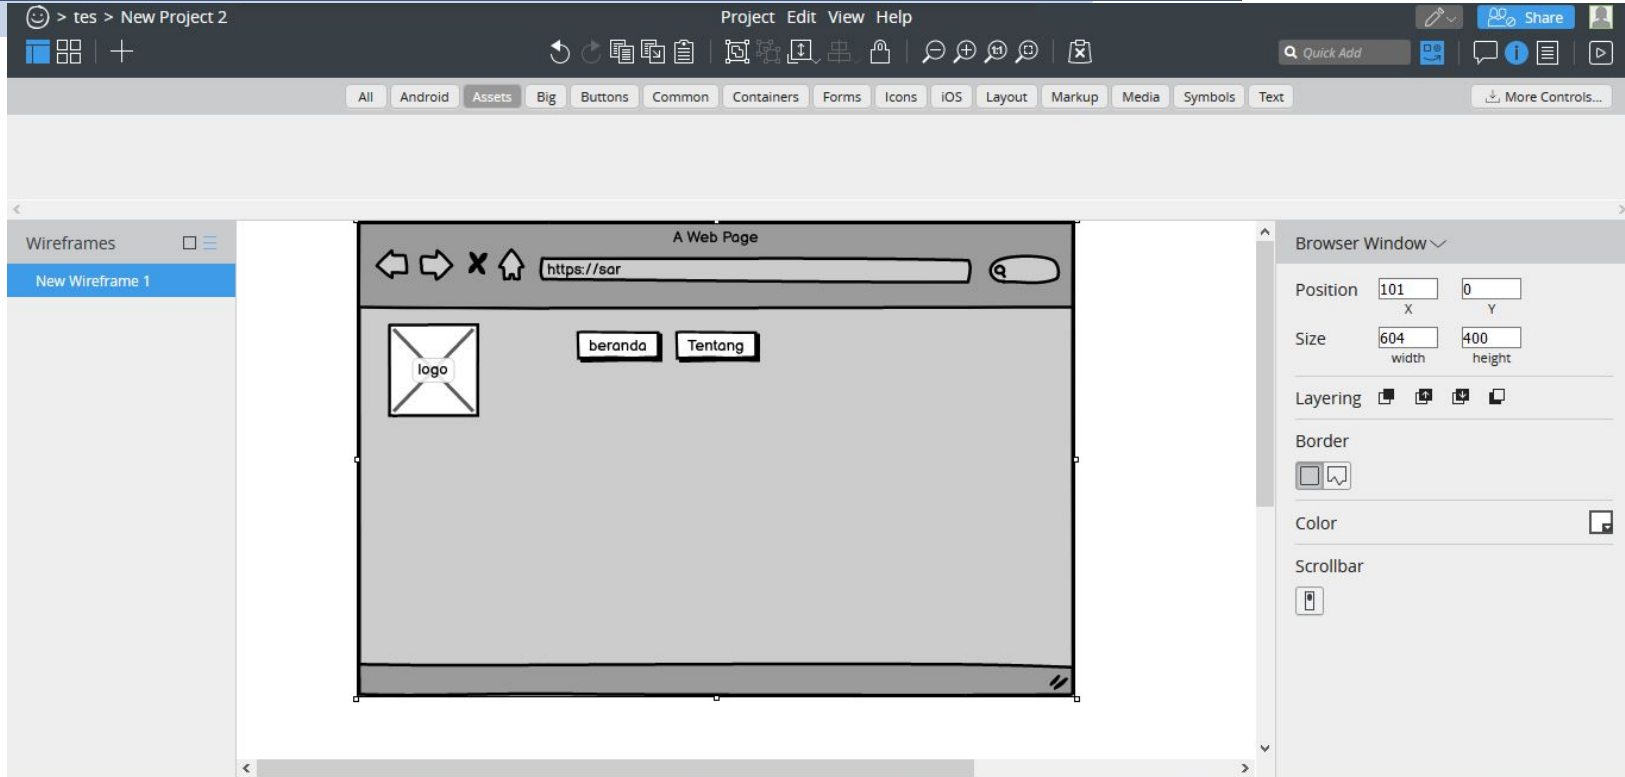 > tes > New Project 2
Project Edit View Help
Share
1:1
Quick Add
i
All Android Assets Big Buttons Common Containers Forms Icons iOS Layout Markup Media Symbols Text
More Controls...
Wireframes
New Wireframe 1
A Web Page
https://sar
logo
beranda
Tentang
Browser Window
Position 101 0
X Y
Size 604 400
width height
Layering
Border
Color
Scrollbar